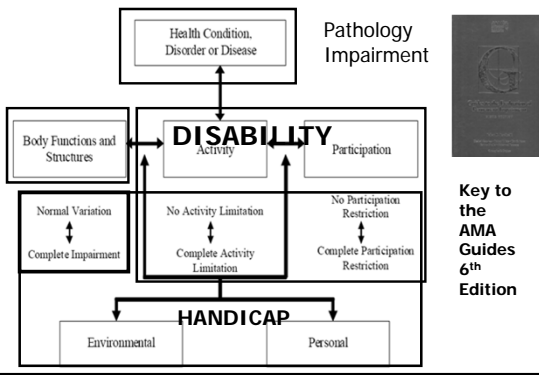 Health Condition,
Disorder or Disease
Pathology
Impairment
DISABILITY
Body Functions and
Structures
Activity
Participation
Normal Variation
Complete Impairment
No Activity Limitation
Complete Activity
Limitation
No Participation
Restriction
Complete Participation
Restriction
HANDICAP
Environmental
Personal
G
Key to
the
AMA
Guides
6th
Edition